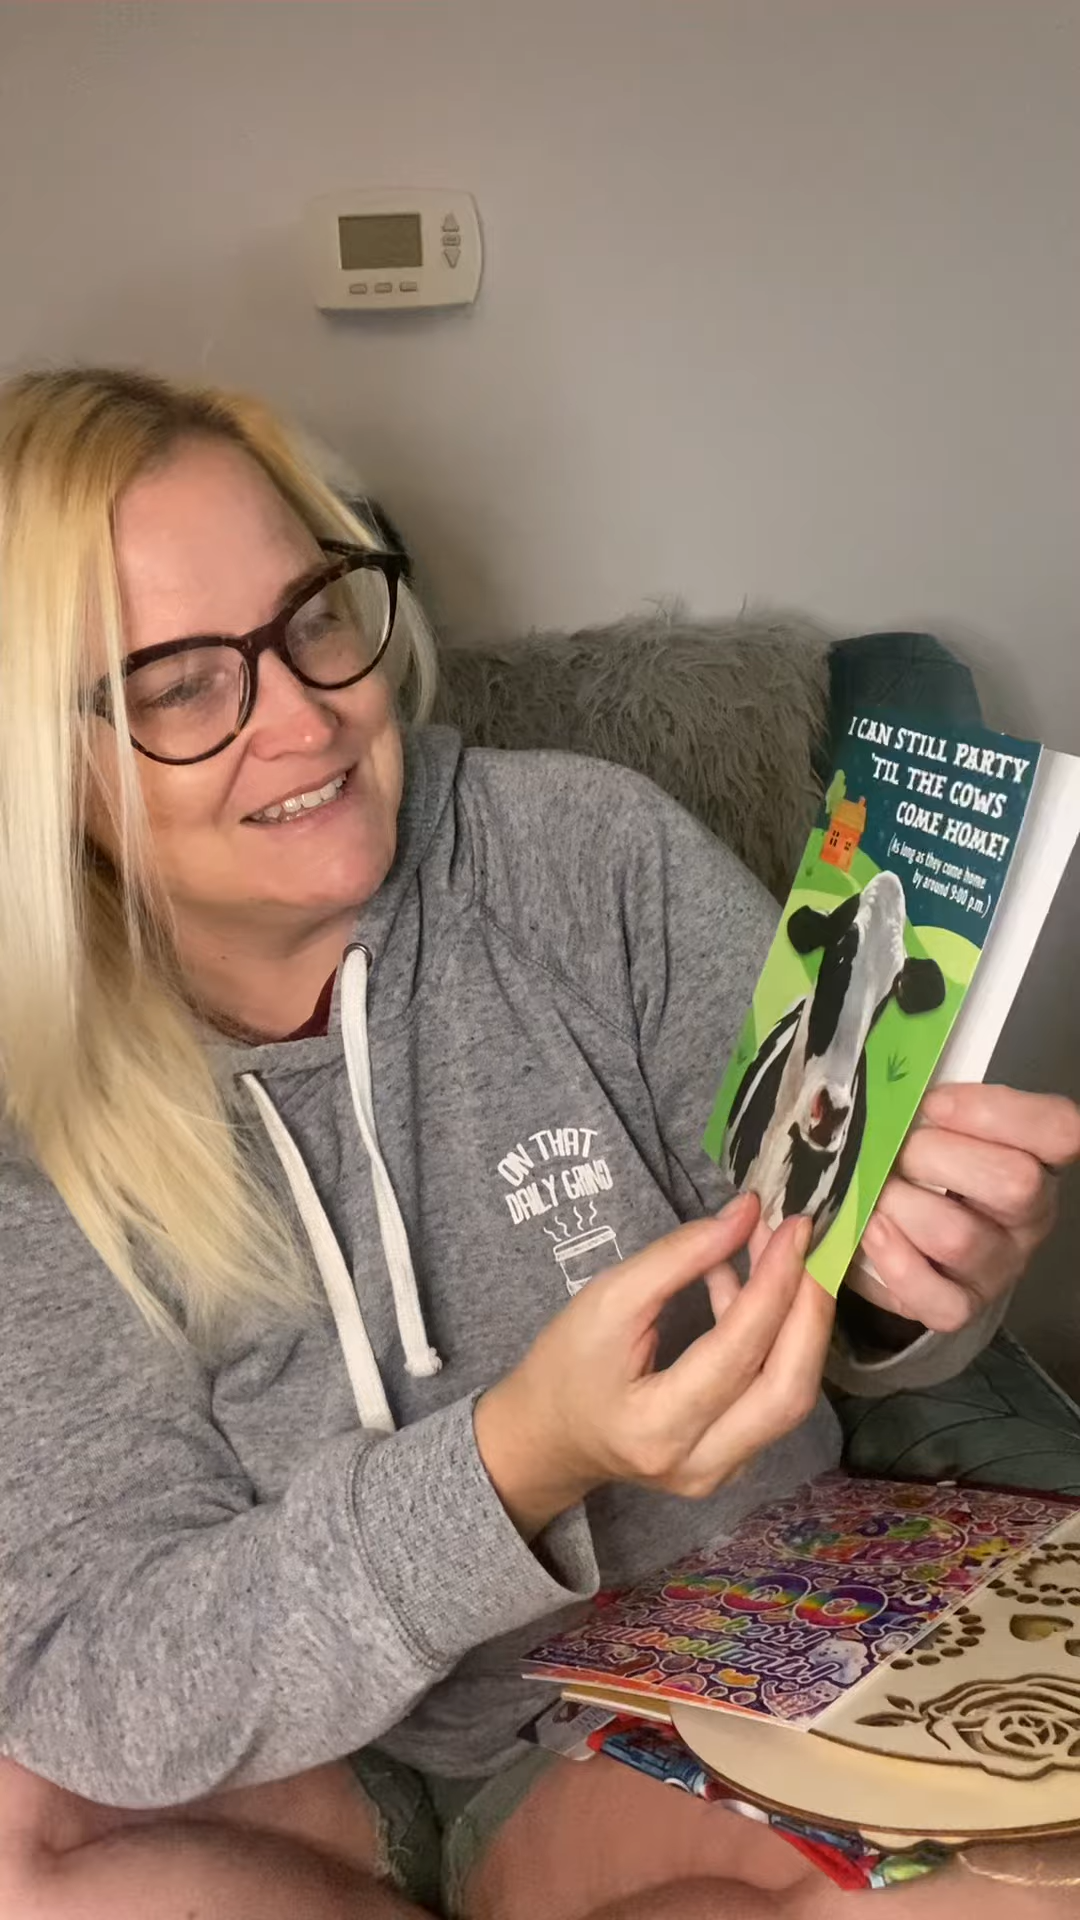 I CAN STILL PARTY
'TIL THE COWS
COME HOME!
(As long as they come home
by around 9:00 p.m.)
ON THAT
DAILY GRIND
600